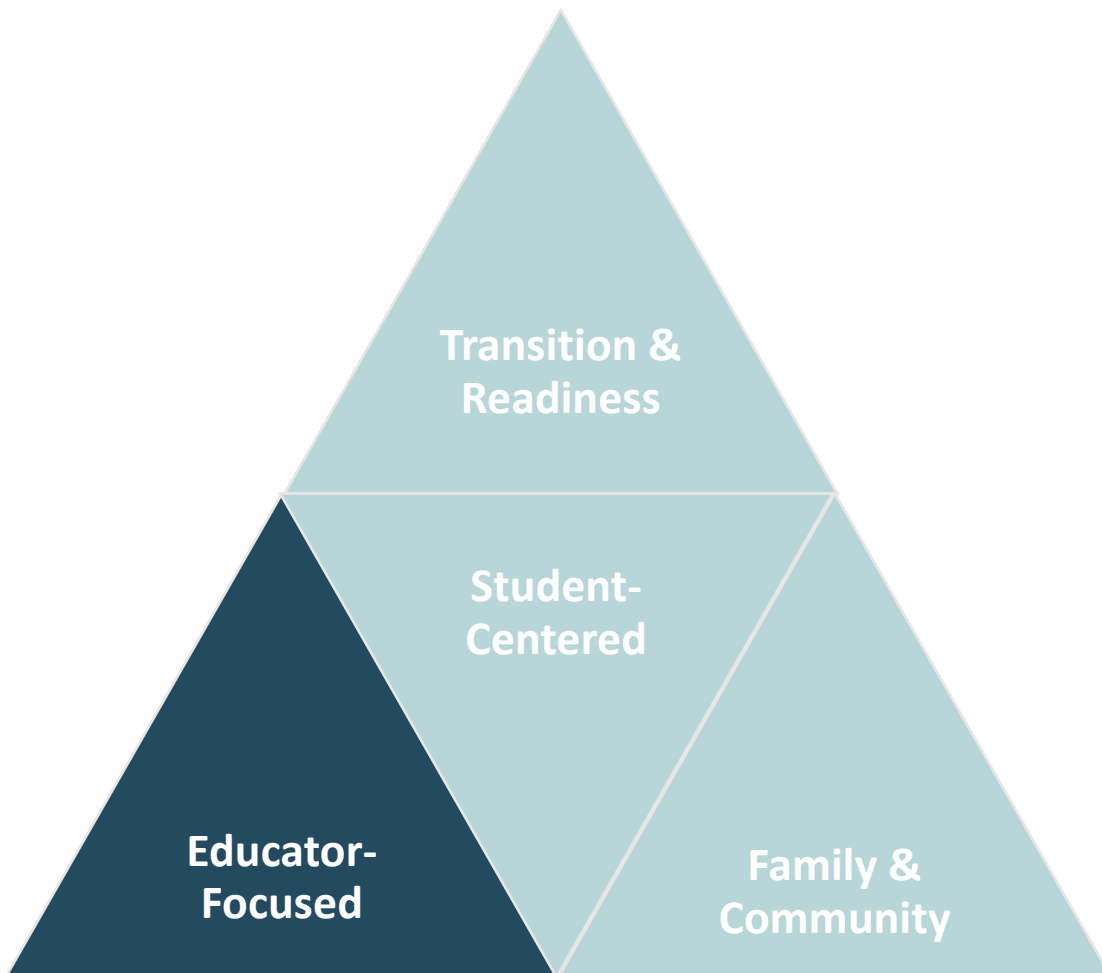 Transition &
Readiness
Student-
Centered
Educator-
Focused
Family &
Community